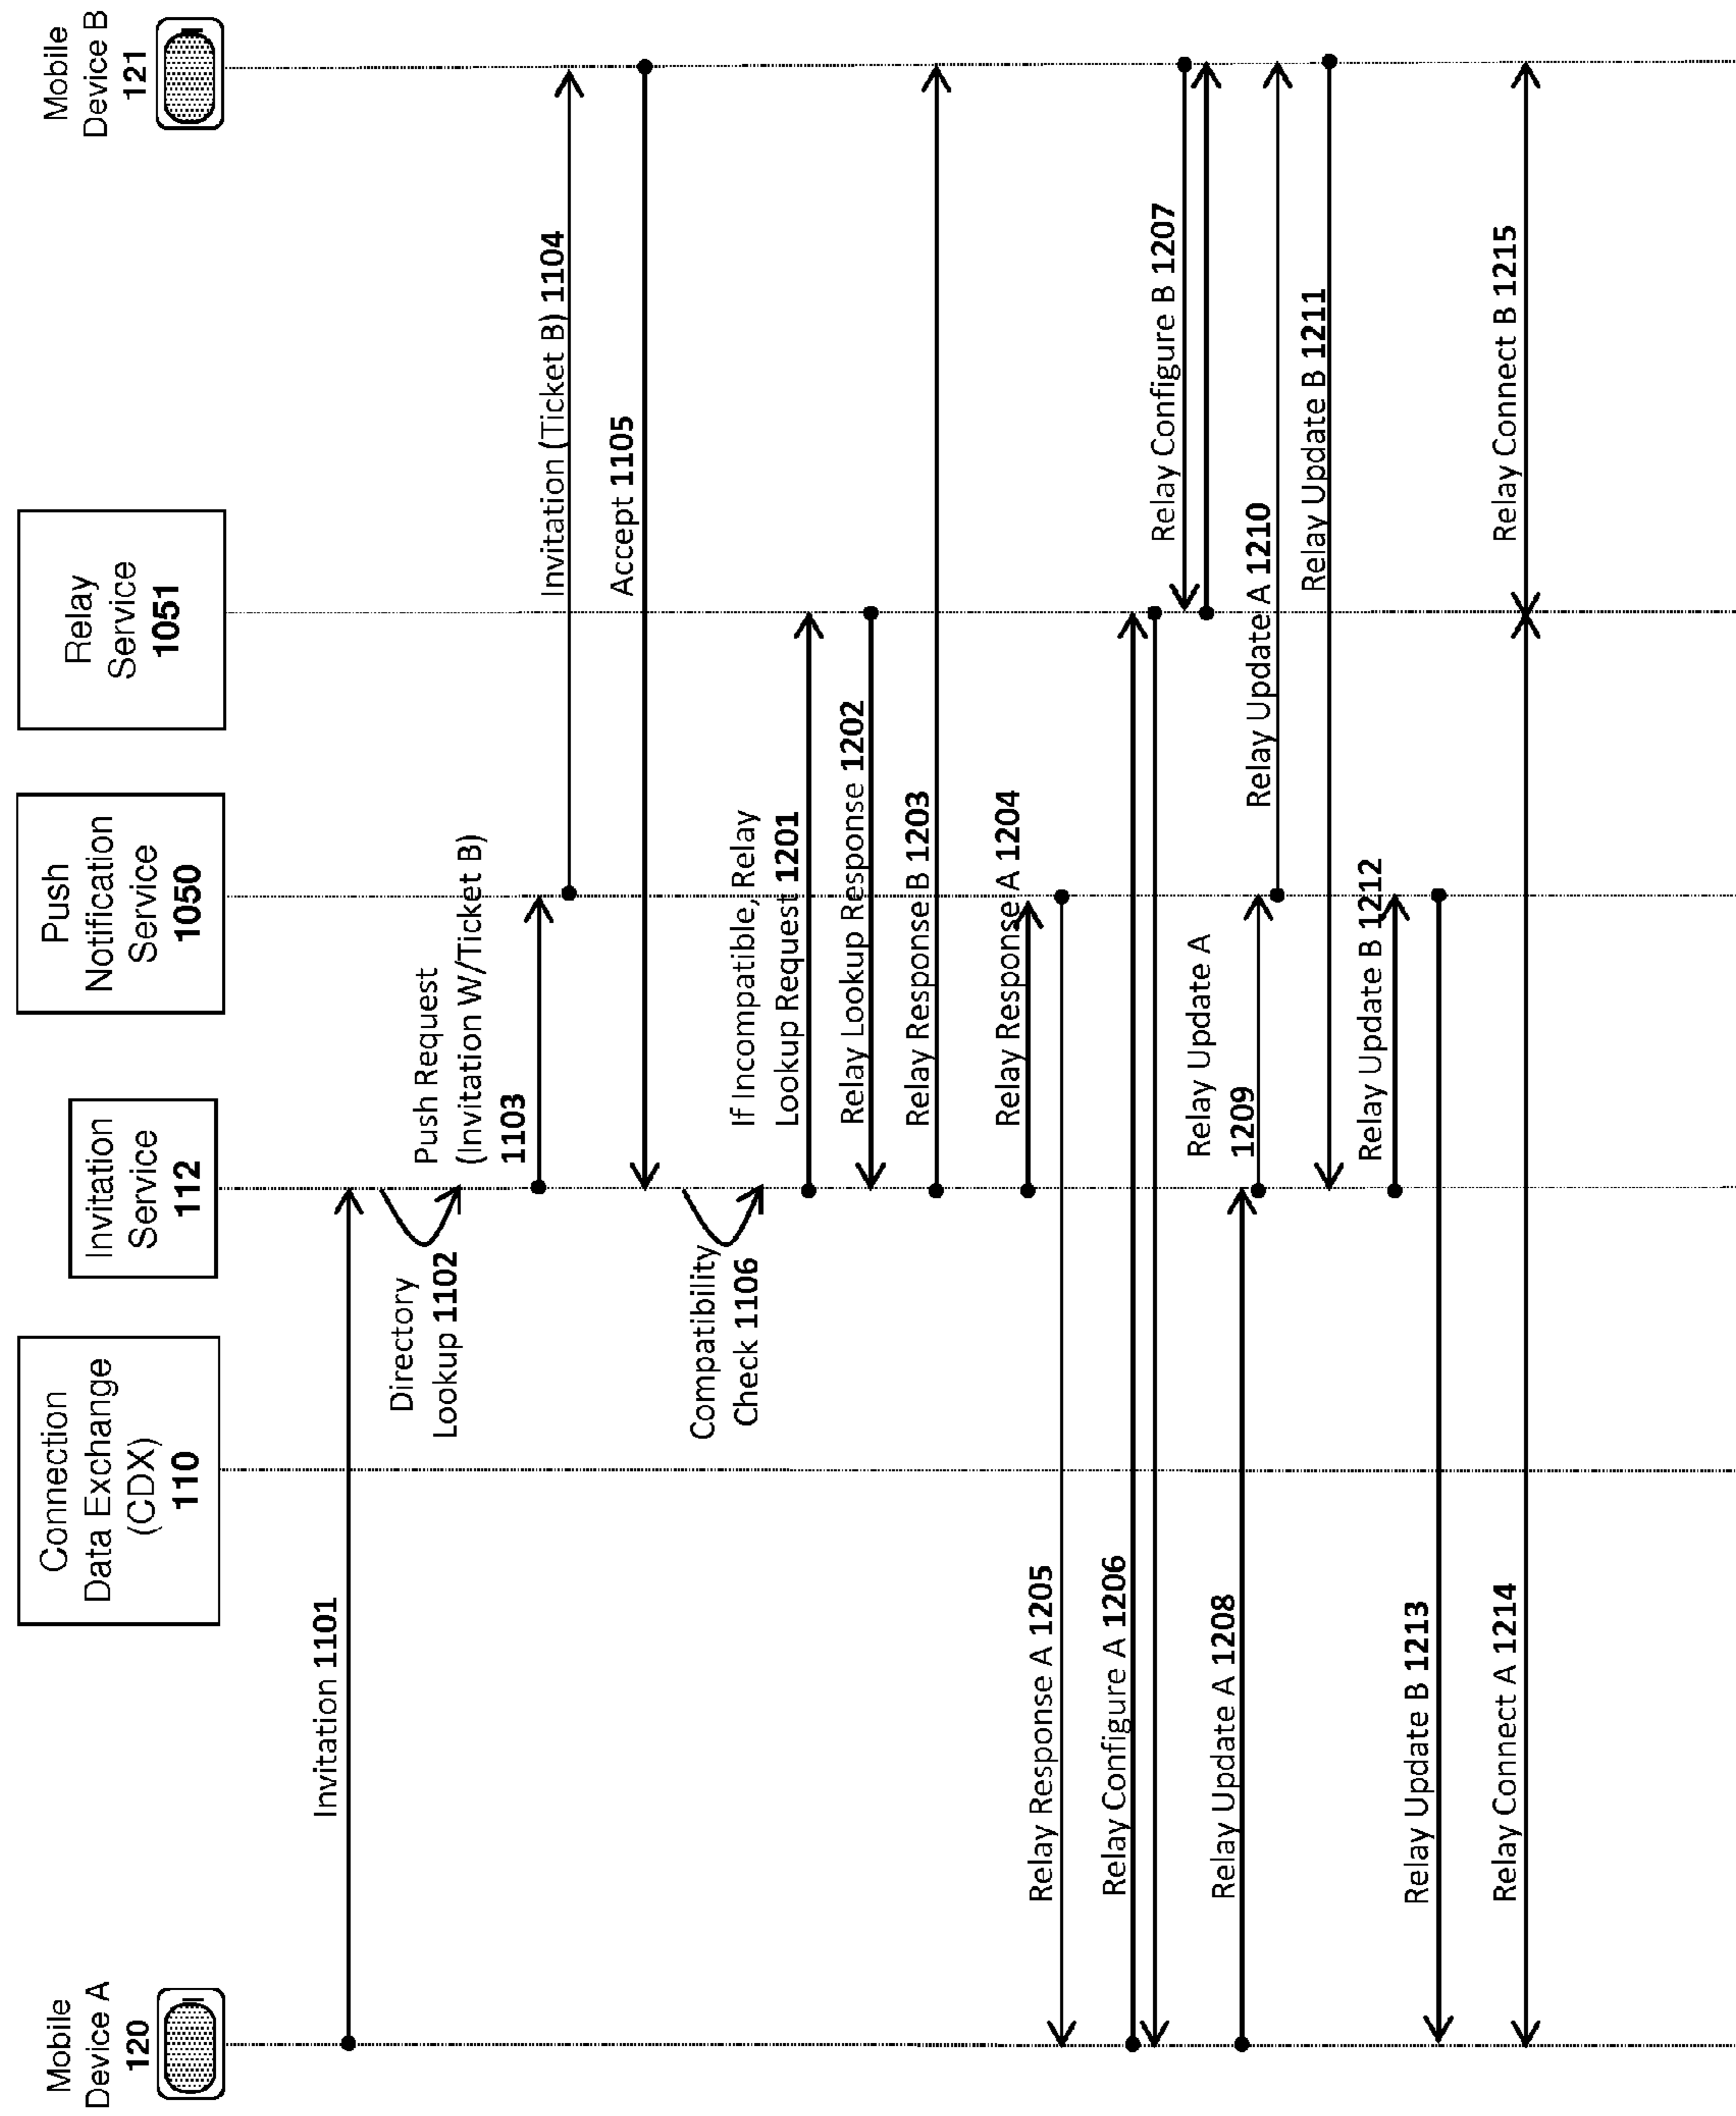 Mobile
Device A
120
Connection
Data Exchange
(CDX)
110
Invitation
Service
112
Push
Notification
Service
1050
Relay
Service
1051
Mobile
Device B
121
Invitation 1101
Directory
Lookup 1102
Push Request
(Invitation W/Ticket B)
1103
Invitation (Ticket B) 1104
Accept 1105
Compatibility
Check 1106
If Incompatible, Relay
Lookup Request 1201
Relay Lookup Response 1202
Relay Response B 1203
Relay Response A 1204
Relay Response A 1205
Relay Configure A 1206
Relay Configure B 1207
Relay Update A 1208
Relay Update A
1209
Relay Update A 1210
Relay Update B 1211
Relay Update B 1212
Relay Update B 1213
Relay Connect A 1214
Relay Connect B 1215